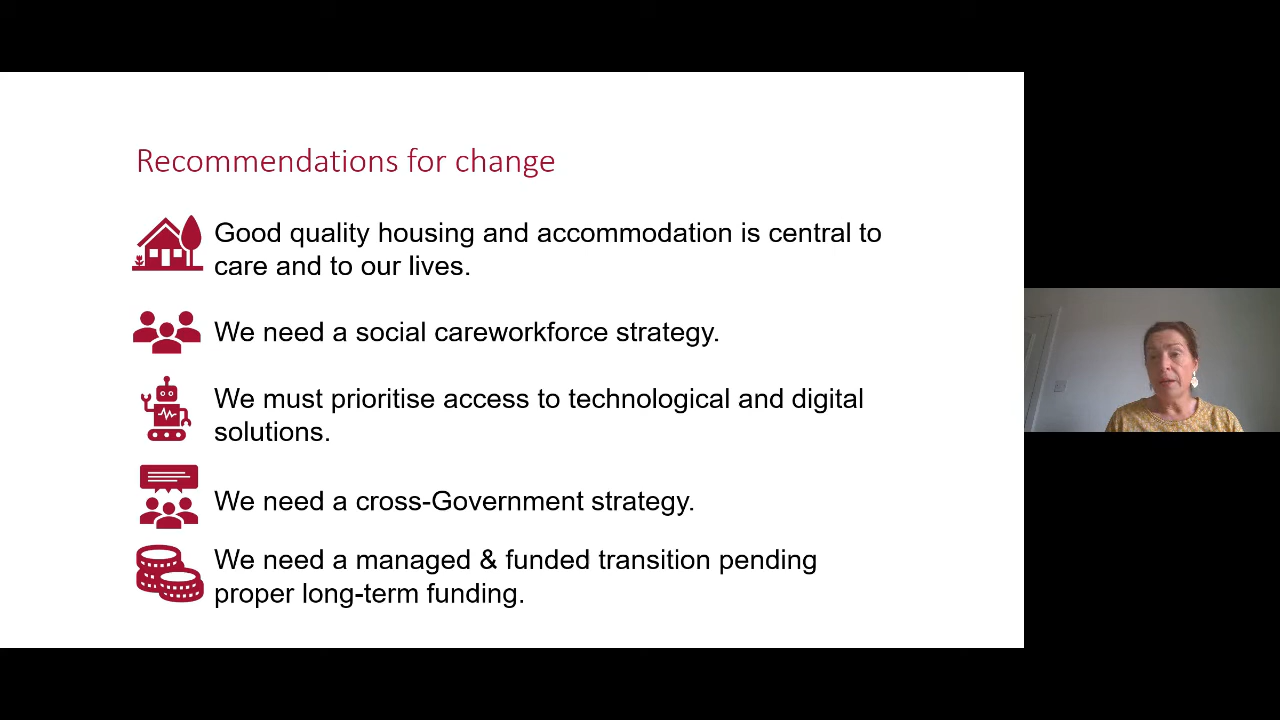 Recommendations for change
Good quality housing and accommodation is central to
care and to our lives.
We need a social careworkforce strategy.
We must prioritise access to technological and digital
solutions.
We need a cross-Government strategy.
We need a managed & funded transition pending
proper long-term funding.